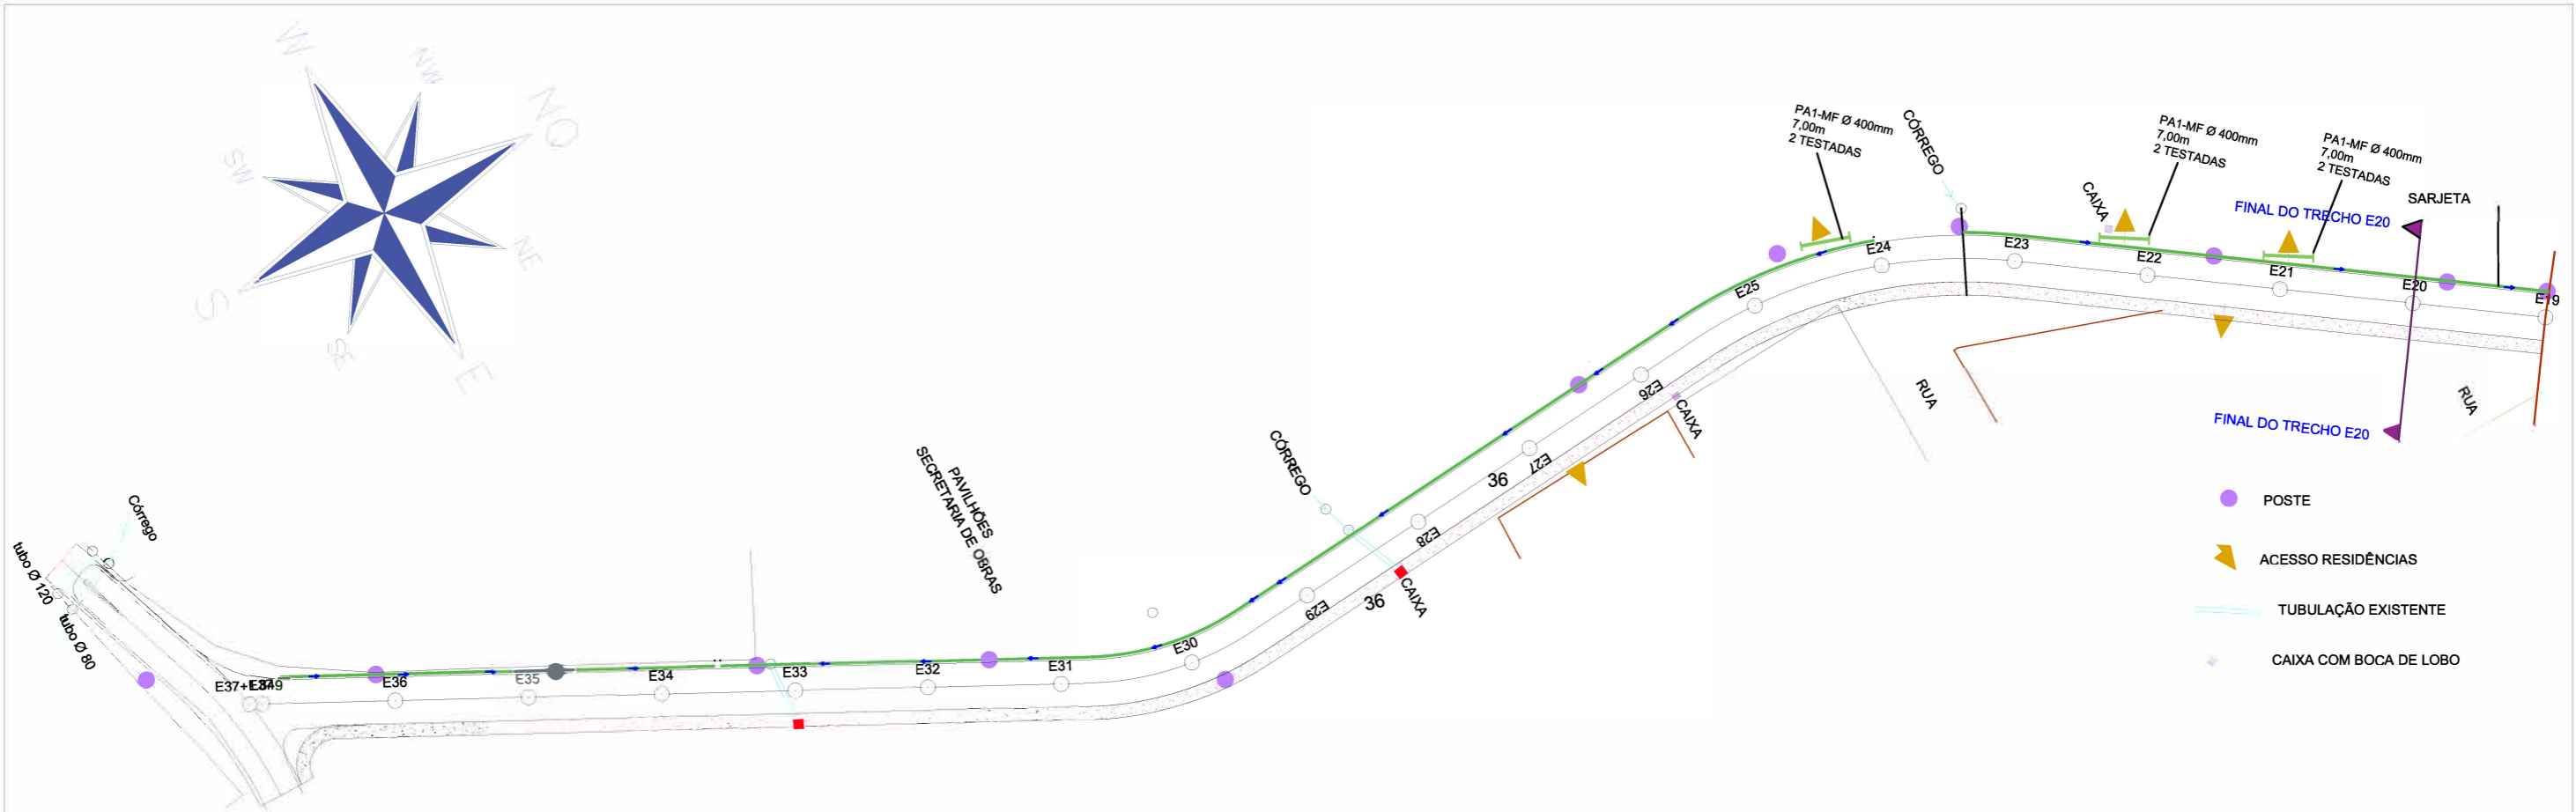 W
NW
NO
SW
NE
S
SE
E
PA1-MF Ø 400mm
7,00m
2 TESTADAS
CÓRREGO
PA1-MF Ø 400mm
7,00m
2 TESTADAS
PA1-MF Ø 400mm
7,00m
2 TESTADAS
CAIXA
SARJETA
FINAL DO TRECHO E20
E24
E23
E22
E21
E20
E19
E25
E26
CAIXA
RUA
RUA
FINAL DO TRECHO E20
E27
36
CÓRREGO
E28
CAIXA
E29
36
PAVILHÕES
SECRETARIA DE OBRAS
E30
E31
E32
E33
E34
E35
E36
Córrego
tubo Ø 120
tubo Ø 80
POSTE
ACESSO RESIDÊNCIAS
TUBULAÇÃO EXISTENTE
CAIXA COM BOCA DE LOBO